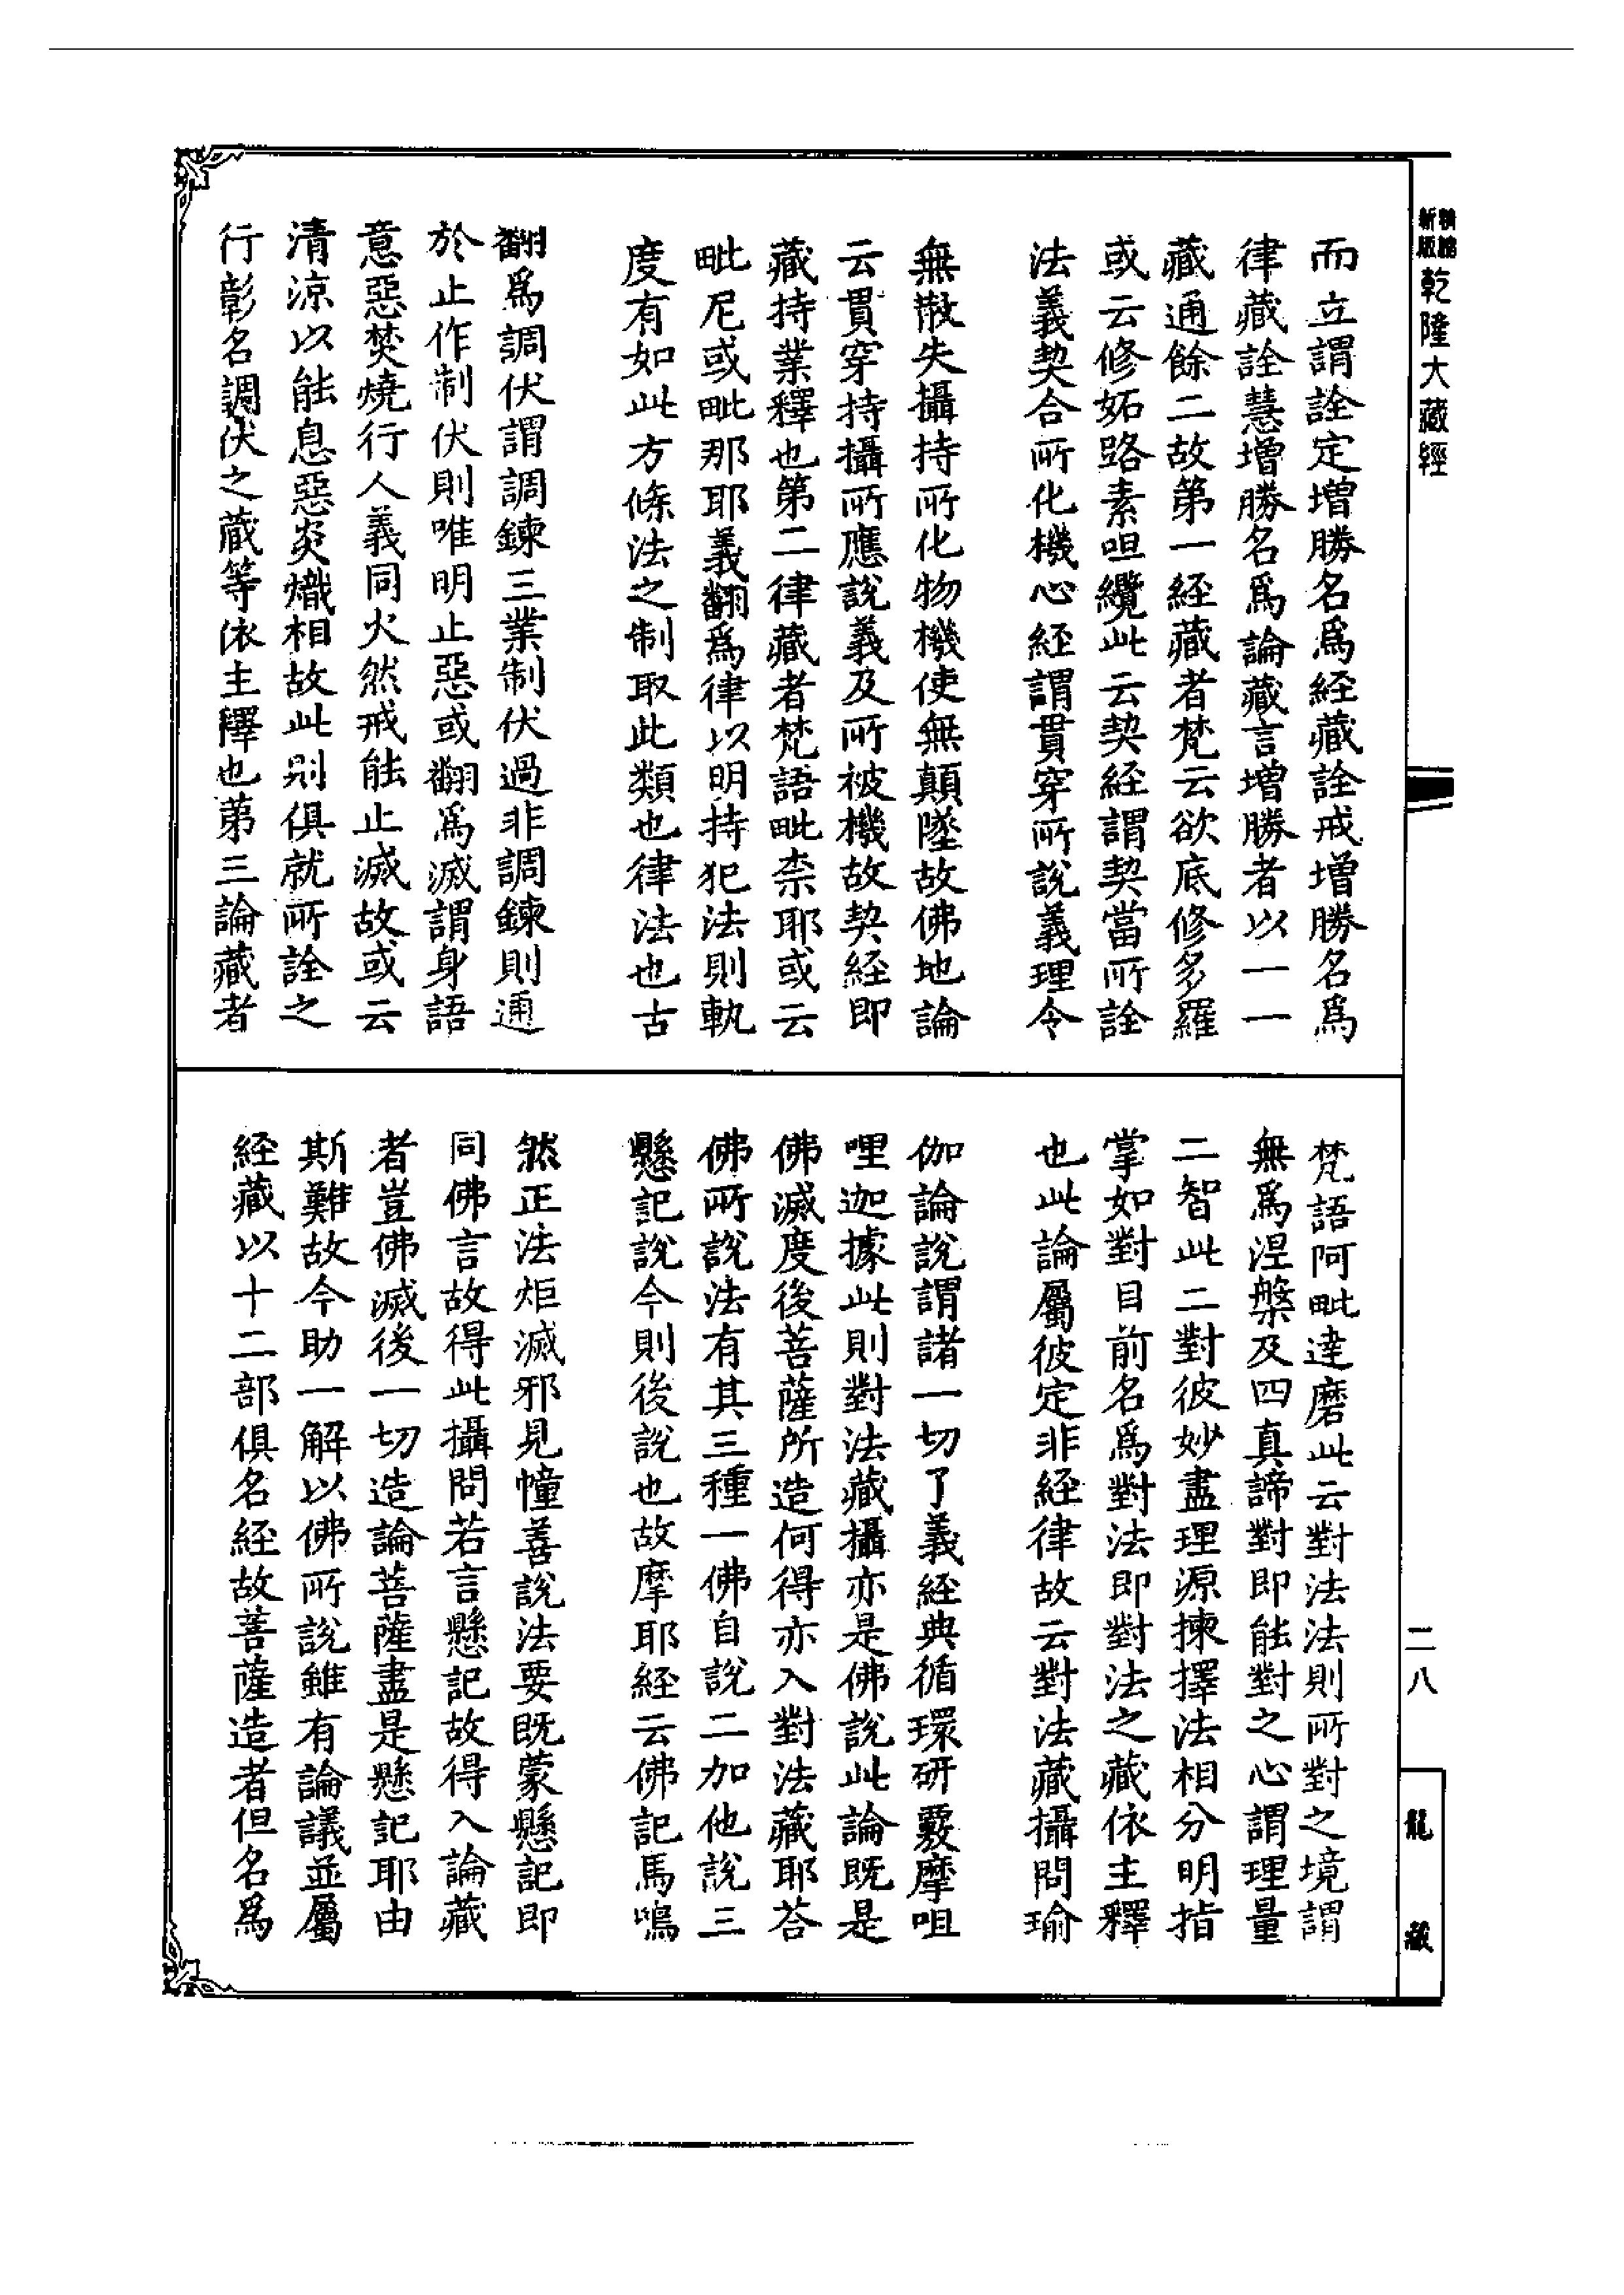 新版
精縮
乾隆大藏經
而立謂詮定增勝名爲経藏詮戒增勝名爲
律藏詮慧增勝名爲論藏言增勝者以一一
藏通餘二故第一経藏者梵云欲底修多羅
或云修妬路素呾纜此云契経謂契當所詮
法義契合所化機心経謂貫穿所說義理令
無散失攝持所化物機使無顛墜故佛地論
云貫穿持攝所應說義及所被機故契経即
藏持業釋也第二律藏者梵語毗柰耶或云
毗尼或毗那耶義翻爲律以明持犯法則軌
度有如此方條法之制取此類也律法也古
翻爲調伏謂調鍊三業制伏過非調鍊則通
於止作制伏則唯明止惡或翻爲滅謂身語
意惡焚燒行人義同火然戒能止滅故或云
清涼以能息惡炎熾相故此則俱就所詮之
行彰名調伏之藏等依主釋也第三論藏者
梵語阿毗達磨此云對法法則所對之境謂
無爲涅槃及四真諦對即能對之心謂理量
二智此二對彼妙盡理源揀擇法相分明指
掌如對目前名爲對法即對法之藏依主釋
也此論屬彼定非経律故云對法藏攝問瑜
伽論說謂諸一切了義経典循環研覈摩呾
哩迦據此則對法藏攝亦是佛說此論既是
佛滅度後菩薩所造何得亦入對法藏耶荅
佛所說法有其三種一佛自說二加他說三
懸記說今則後說也故摩耶経云佛記馬鳴
然正法炬滅邪見幢善說法要既蒙懸記即
同佛言故得此攝問若言懸記故得入論藏
者豈佛滅後一切造論菩薩盡是懸記耶由
斯難故今助一解以佛所說雖有論議並屬
経藏以十二部俱名経故菩薩造者但名爲
二八
龍藏